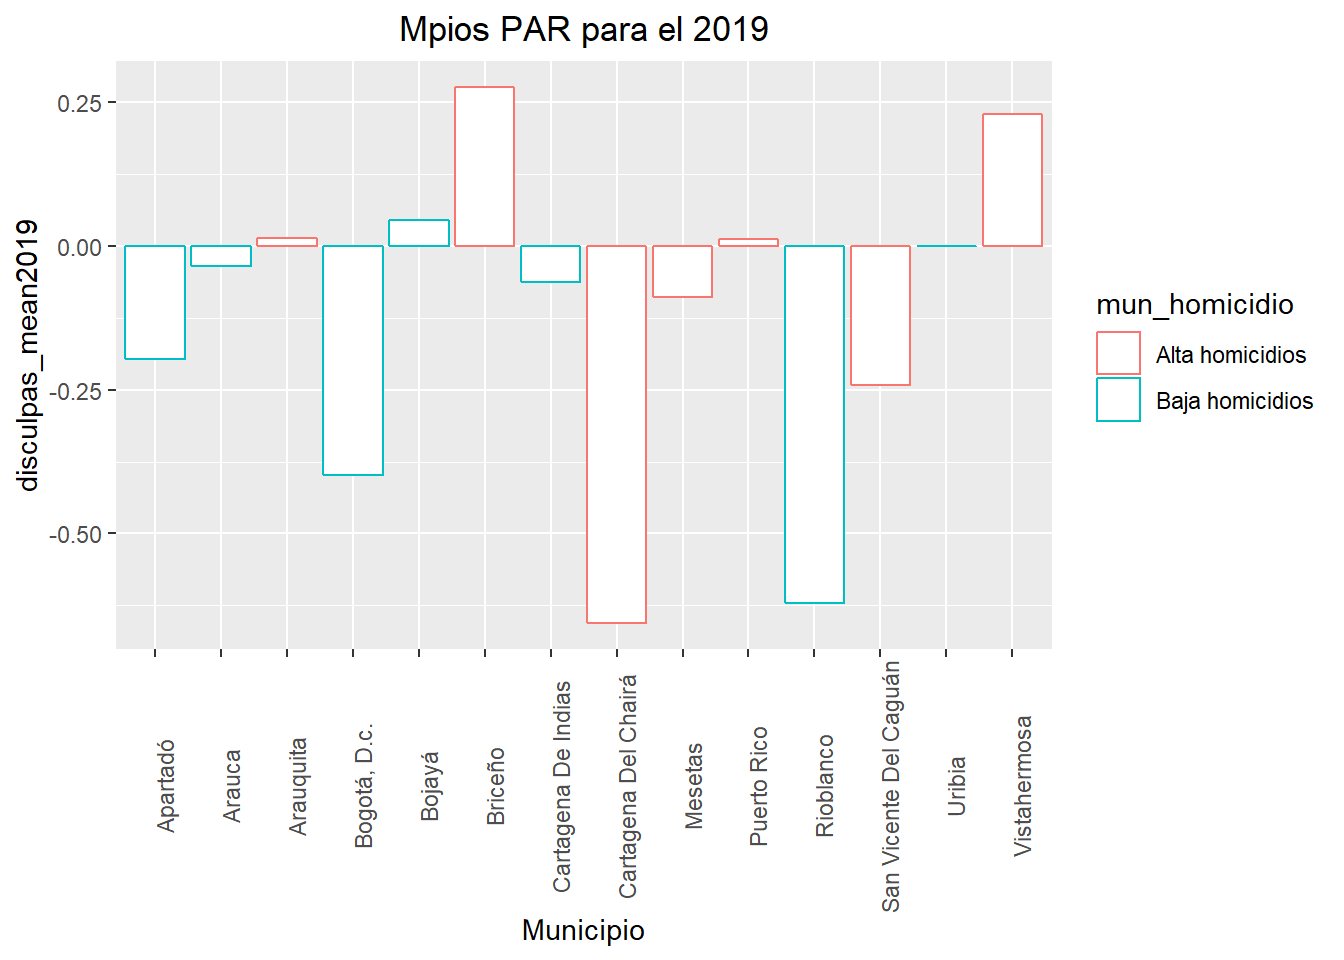 Mpios PAR para el 2019
disculpas_mean2019
0.25
0.00
-0.25
-0.50
Apartadó
Arauca
Arauquita
Bogotá, D.c.
Bojayá
Briceño
Cartagena De Indias
Cartagena Del Chairá
Mesetas
Puerto Rico
Rioblanco
San Vicente Del Caguán
Uribia
Vistahermosa
Municipio
mun_homicidio
Alta homicidios
Baja homicidios